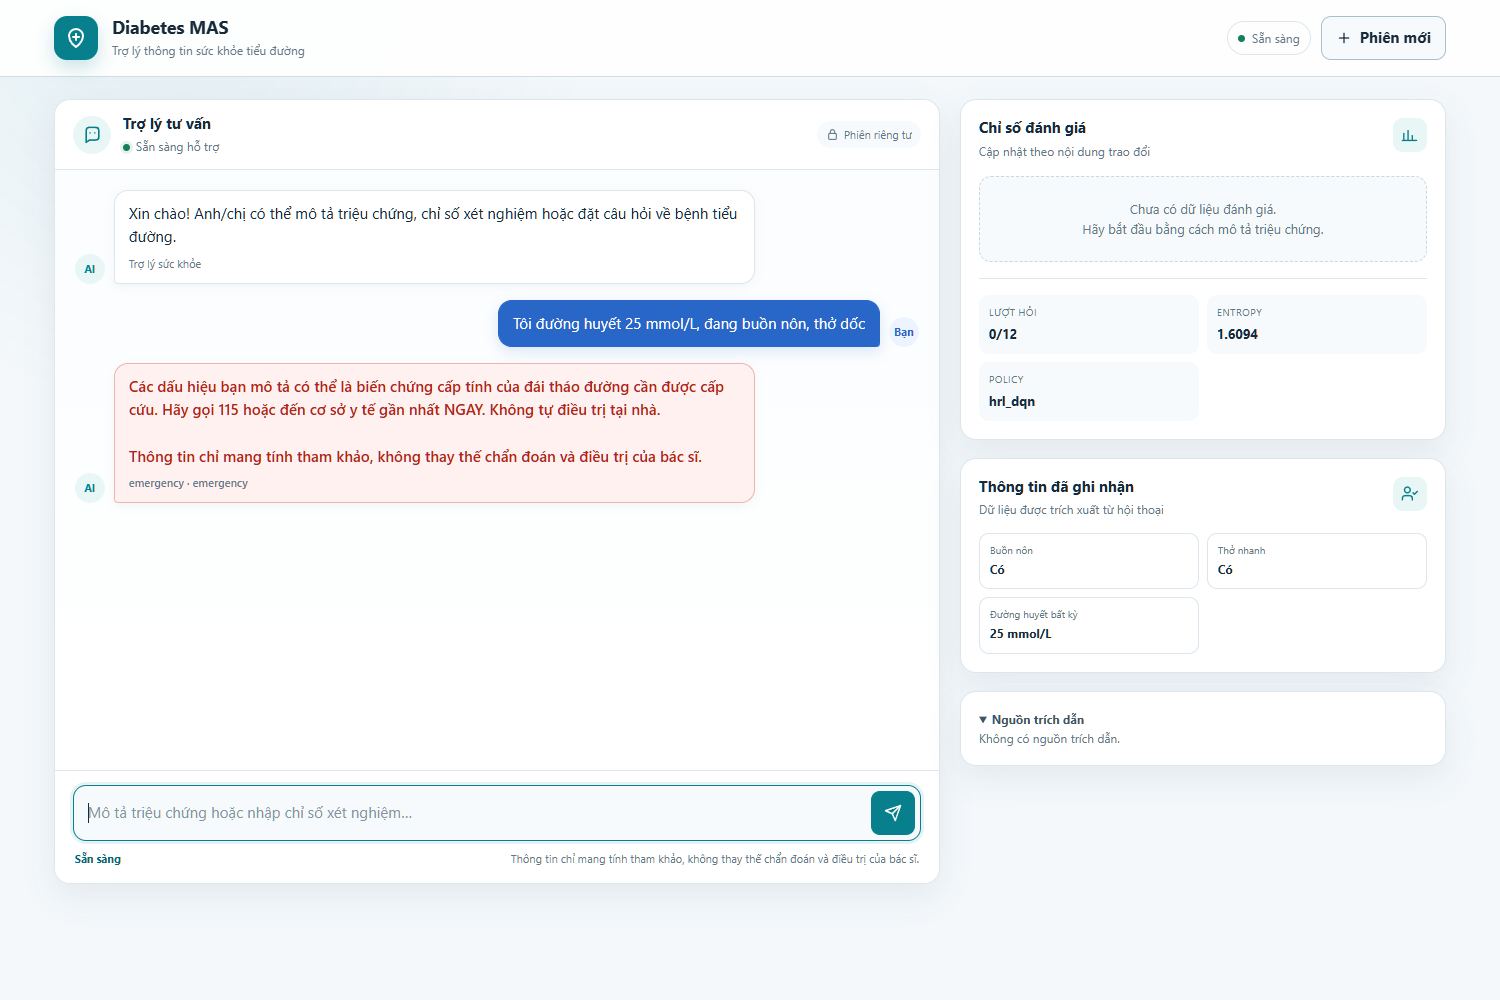 Diabetes MAS
Trợ lý thông tin sức khỏe tiểu đường
Sẵn sàng
Phiên mới
Trợ lý tư vấn
Sẵn sàng hỗ trợ
Phiên riêng tư
Xin chào! Anh/chị có thể mô tả triệu chứng, chỉ số xét nghiệm hoặc đặt câu hỏi về bệnh tiểu
đường.
Trợ lý sức khỏe
AI
Tôi đường huyết 25 mmol/L, đang buồn nôn, thở dốc
Bạn
Các dấu hiệu bạn mô tả có thể là biến chứng cấp tính của đái tháo đường cần được cấp
cứu. Hãy gọi 115 hoặc đến cơ sở y tế gần nhất NGAY. Không tự điều trị tại nhà.
Thông tin chỉ mang tính tham khảo, không thay thế chẩn đoán và điều trị của bác sĩ.
emergency · emergency
AI
Mô tả triệu chứng hoặc nhập chỉ số xét nghiệm...
Sẵn sàng
Thông tin chỉ mang tính tham khảo, không thay thế chẩn đoán và điều trị của bác sĩ.
Chỉ số đánh giá
Cập nhật theo nội dung trao đổi
Chưa có dữ liệu đánh giá.
Hãy bắt đầu bằng cách mô tả triệu chứng.
LƯỢT HỎI
0/12
ENTROPY
1.6094
POLICY
hrl_dqn
Thông tin đã ghi nhận
Dữ liệu được trích xuất từ hội thoại
Buồn nôn
Có
Thở nhanh
Có
Đường huyết bất kỳ
25 mmol/L
▼ Nguồn trích dẫn
Không có nguồn trích dẫn.